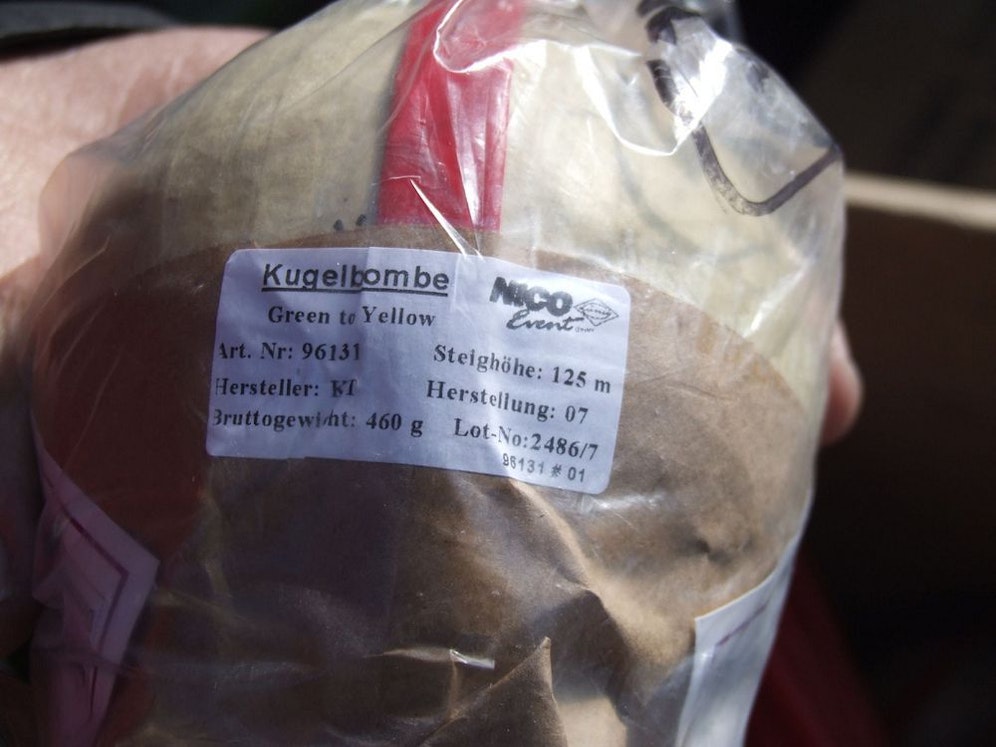 Kugelbombe
NICO
Event
Green to Yellow
Art. Nr: 96131
Steighöhe: 125 m
Hersteller: KT
Herstellung: 07
Bruttogewicht: 460 g
Lot-No:2486/7
96131 # 01